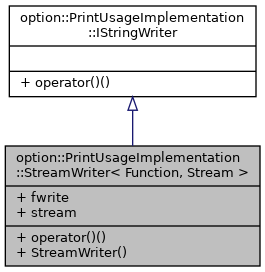 option::PrintUsageImplementation
::IStringWriter
+ operator()()
option::PrintUsageImplementation
::StreamWriter< Function, Stream >
+ fwrite
+ stream
+ operator()()
+ StreamWriter()